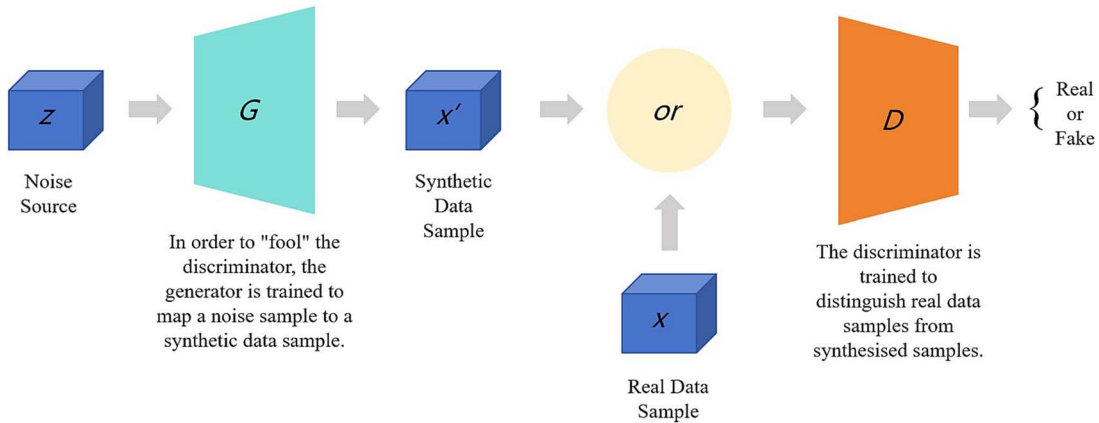 z
G
x'
or
D
{ Real
or
Fake
Noise
Source
Synthetic
Data
Sample
In order to "fool" the
discriminator, the
generator is trained to
map a noise sample to a
synthetic data sample.
x
Real Data
Sample
The discriminator is
trained to
distinguish real data
samples from
synthesised samples.